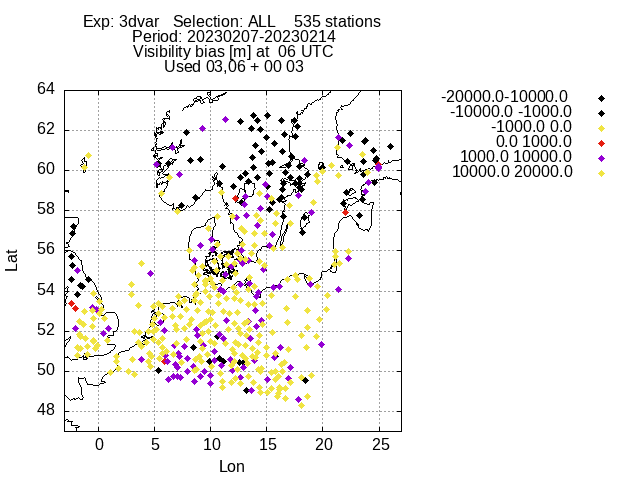 Exp: 3dvar Selection: ALL 535 stations
Period: 20230207-20230214
Visibility bias [m] at 06 UTC
Used 03,06 + 00 03
-20000.0-10000.0
-10000.0 -1000.0
-1000.0 0.0
0.0 1000.0
1000.0 10000.0
10000.0 20000.0
64
62
60
58
56
54
52
50
48
Lat
0 5 10 15 20 25
Lon